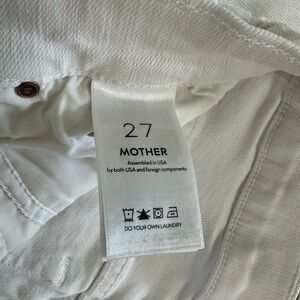 27
MOTHER
Assembled in USA
by both USA and foreign components
DO YOUR OWN LAUNDRY